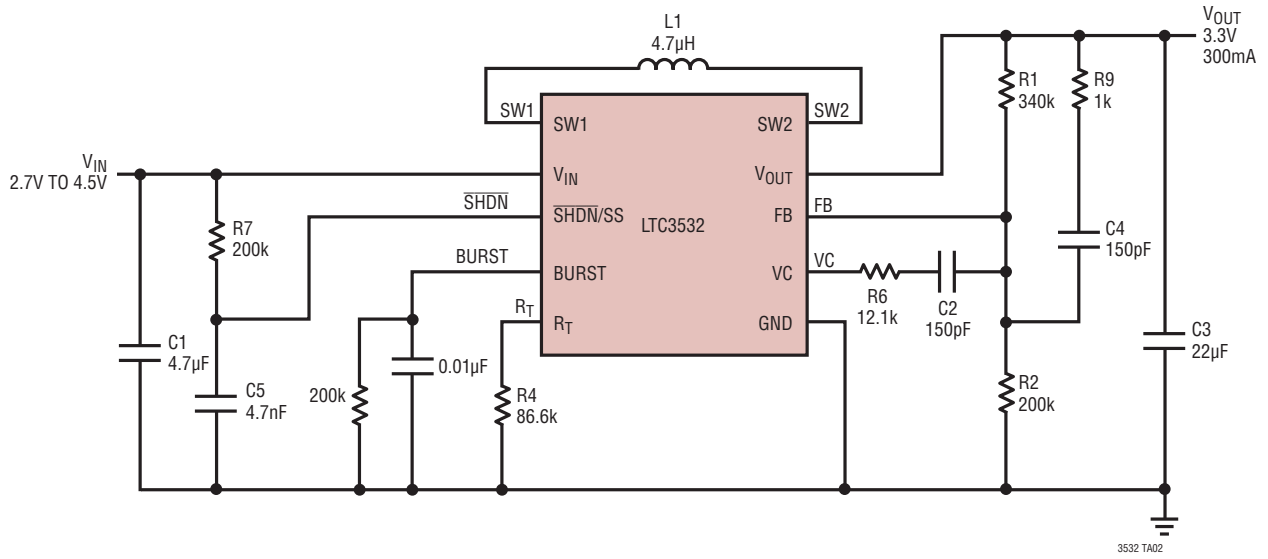 L1
4.7µH
VOUT
3.3V
300mA
R1
340k
R9
1k
SW1
SW1
SW2
SW2
VIN
2.7V TO 4.5V
VIN
VOUT
SHDN
SHDN/SS
LTC3532
FB
FB
R7
200k
C4
150pF
BURST
BURST
VC
VC
R6
12.1k
C2
150pF
RT
RT
GND
C1
4.7µF
C3
22µF
0.01µF
C5
4.7nF
200k
R4
86.6k
R2
200k
3532 TA02